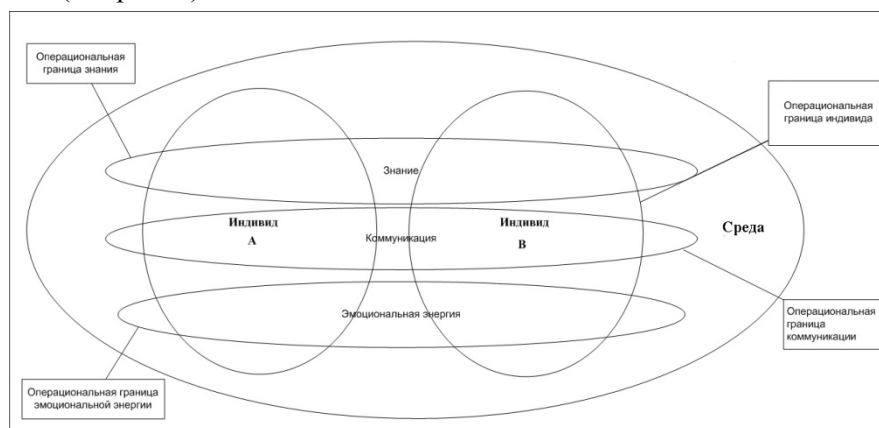 Операциональная
граница знания
Операциональная
граница индивида
Знание
Индивид
А
Коммуникация
Индивид
В
Среда
Эмоциональная энергия
Операциональная
граница
коммуникации
Операциональная граница
эмоциональной энергии